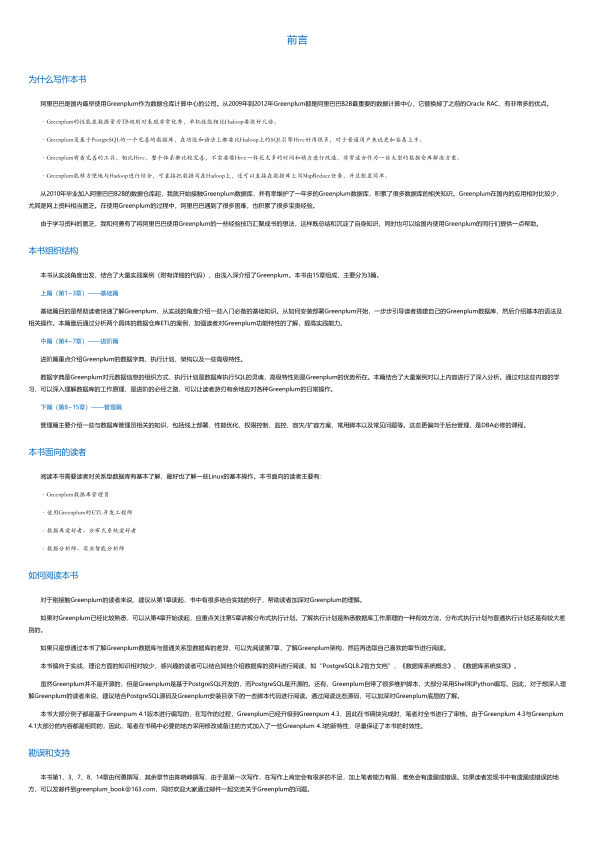 前言
为什么写作本书
阿里巴巴是国内最早使用Greenplum作为数据仓库计算中心的公司。从2009年到2012年Greenplum都是阿里巴巴B2B最重要的数据计算中心，它替换掉了之前的Oracle RAC，有非常多的优点。
· Greenplum的性能在数据量为TB级别时表现非常优秀，单机性能相比Hadoop要快好几倍。
· Greenplum是基于PostgreSQL的一个完善的数据库，在功能和语法上都要比Hadoop上的SQL引擎Hive好用很多，对于普通用户来说更加容易上手。
· Greenplum有着完善的工具，相比Hive，整个体系都比较完善，不需要像Hive一样花太多的时间和精力进行改造，非常适合作为一些大型的数据仓库解决方案。
· Greenplum能够方便地与Hadoop进行结合，可直接把数据写在Hadoop上，还可以直接在数据库上写MapReduce任务，并且配置简单。
从2010年毕业加入阿里巴巴B2B的数据仓库起，我就开始接触Greenplum数据库，并有幸维护了一年多的Greenplum数据库，积累了很多数据库的相关知识。Greenplum在国内的应用相对比较少，
尤其是网上资料相当匮乏。在使用Greenplum的过程中，阿里巴巴遇到了很多困难，也积累了很多宝贵经验。
由于学习资料的匮乏，我和何勇有了将阿里巴巴使用Greenplum的一些经验技巧汇聚成书的想法，这样既总结和沉淀了自身知识，同时也可以给国内使用Greenplum的同行们提供一点帮助。
本书组织结构
本书从实战角度出发，结合了大量实践案例（附有详细的代码），由浅入深介绍了Greenplum。本书由15章组成，主要分为3篇。
上篇（第1~3章）——基础篇
基础篇目的是帮助读者快速了解Greenplum，从实战的角度介绍一些入门必备的基础知识。从如何安装部署Greenplum开始，一步步引导读者搭建自己的Greenplum数据库，然后介绍基本的语法及
相关操作。本篇最后通过分析两个具体的数据仓库ETL的案例，加强读者对Greenplum功能特性的了解，提高实践能力。
中篇（第4~7章）——进阶篇
进阶篇重点介绍Greenplum的数据字典、执行计划、架构以及一些高级特性。
数据字典是Greenplum对元数据信息的组织方式，执行计划是数据库执行SQL的灵魂，高级特性则是Greenplum的优势所在。本篇结合了大量案例对以上内容进行了深入分析。通过对这些内容的学
习，可以深入理解数据库的工作原理，是进阶的必经之路，可以让读者游刃有余地应对各种Greenplum的日常操作。
下篇（第8~15章）——管理篇
管理篇主要介绍一些与数据库管理员相关的知识，包括线上部署、性能优化、权限控制、监控、容灾/扩容方案、常用脚本以及常见问题等。这些更偏向于后台管理，是DBA必修的课程。
本书面向的读者
阅读本书需要读者对关系型数据库有基本了解，最好也了解一些Linux的基本操作。本书面向的读者主要有：
· Greenplum数据库管理员
· 使用Greenplum的ETL开发工程师
· 数据库爱好者，分布式系统爱好者
· 数据分析师，商业智能分析师
如何阅读本书
对于刚接触Greenplum的读者来说，建议从第1章读起，书中有很多结合实践的例子，帮助读者加深对Greenplum的理解。
如果对Greenplum已经比较熟悉，可以从第4章开始读起，应重点关注第5章讲解分布式执行计划。了解执行计划是熟悉数据库工作原理的一种有效方法，分布式执行计划与普通执行计划还是有较大差
别的。
如果只是想通过本书了解Greenplum数据库与普通关系型数据库的差异，可以先阅读第7章，了解Greenplum架构，然后再选取自己喜欢的章节进行阅读。
本书偏向于实战，理论方面的知识相对较少，感兴趣的读者可以结合其他介绍数据库的资料进行阅读，如“PostgreSQL8.2官方文档”、《数据库系统概念》、《数据库系统实现》。
虽然Greenplum并不是开源的，但是Greenplum是基于PostgreSQL开发的，而PostgreSQL是开源的。还有，Greenplum自带了很多维护脚本，大部分采用Shell和Python编写。因此，对于想深入理
解Greenplum的读者来说，建议结合PostgreSQL源码及Greenplum安装目录下的一些脚本代码进行阅读，通过阅读这些源码，可以加深对Greenplum底层的了解。
本书大部分例子都是基于Greenpum 4.1版本进行编写的，在写作的过程，Greenplum已经升级到Greenpum 4.3，因此在书稿快完成时，笔者对全书进行了审核。由于Greenplum 4.3与Greenplum
4.1大部分的内容都是相同的，因此，笔者在书稿中必要的地方采用修改或备注的方式加入了一些Greenplum 4.3的新特性，尽量保证了本书的时效性。
勘误和支持
本书第1、3、7、8、14章由何勇撰写，其余章节由陈晓峰撰写，由于是第一次写作，在写作上肯定会有很多的不足，加上笔者能力有限，难免会有遗漏或错误。如果读者发现书中有遗漏或错误的地
方，可以发邮件到greenplum_book@163.com，同时欢迎大家通过邮件一起交流关于Greenplum的问题。